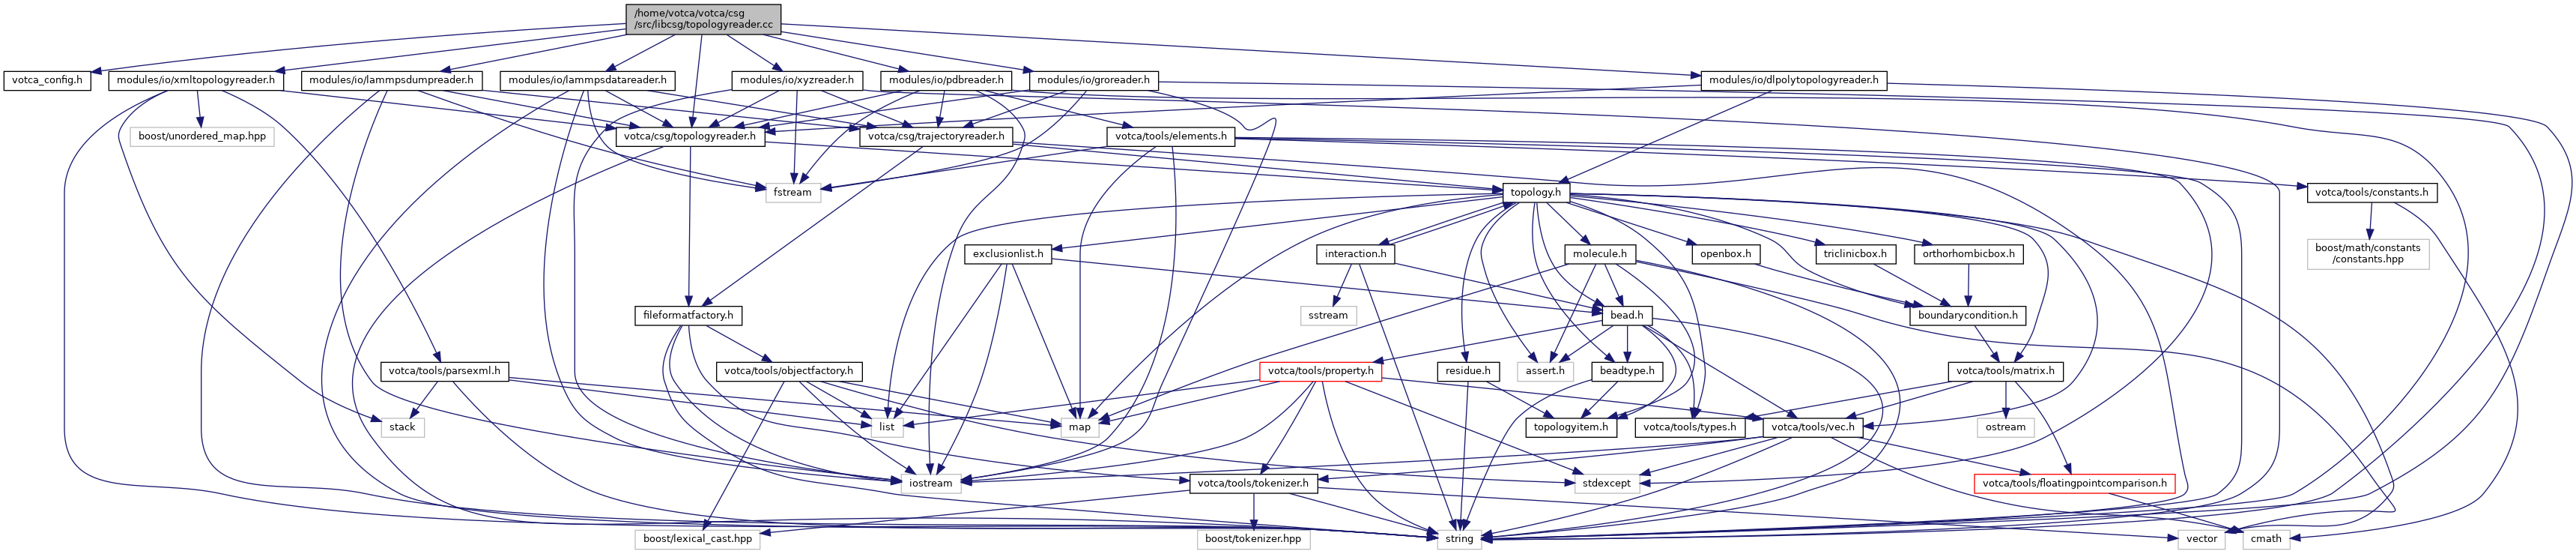 /home/votca/votca/csg
/src/libcsg/topologyreader.cc
votca_config.h
modules/io/xmltopologyreader.h
modules/io/lammpsdumpreader.h
modules/io/lammpsdatareader.h
modules/io/xyzreader.h
modules/io/pdbreader.h
modules/io/groreader.h
modules/io/dlpolytopologyreader.h
boost/unordered_map.hpp
votca/csg/topologyreader.h
votca/csg/trajectoryreader.h
votca/tools/elements.h
fstream
topology.h
votca/tools/constants.h
exclusionlist.h
interaction.h
molecule.h
openbox.h
triclinicbox.h
orthorhombicbox.h
boost/math/constants
/constants.hpp
fileformatfactory.h
sstream
bead.h
boundarycondition.h
votca/tools/parsexml.h
votca/tools/objectfactory.h
votca/tools/property.h
residue.h
assert.h
beadtype.h
votca/tools/matrix.h
stack
list
map
topologyitem.h
votca/tools/types.h
votca/tools/vec.h
ostream
iostream
votca/tools/tokenizer.h
stdexcept
votca/tools/floatingpointcomparison.h
boost/lexical_cast.hpp
boost/tokenizer.hpp
string
vector
cmath